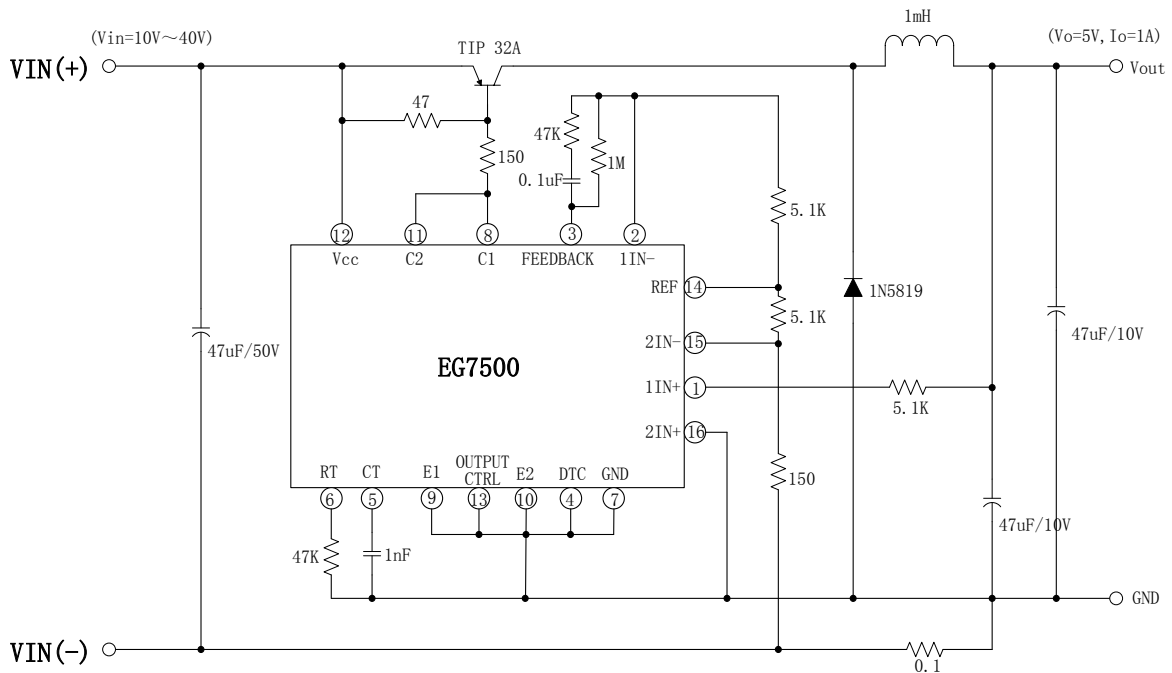 1mH
(Vin=10V～40V)
(Vo=5V,Io=1A)
TIP 32A
VIN(+)
Vout
47
47K
150
1M
0.1uF
5.1K
12
11
8
3
2
Vcc
C2
C1
FEEDBACK
1IN-
REF
14
1N5819
5.1K
47uF/10V
2IN-
15
47uF/50V
EG7500
1IN+
1
5.1K
2IN+
16
RT
CT
E1
OUTPUT
CTRL
E2
DTC
GND
150
6
5
9
13
10
4
7
47uF/10V
47K
1nF
GND
VIN(-)
0.1